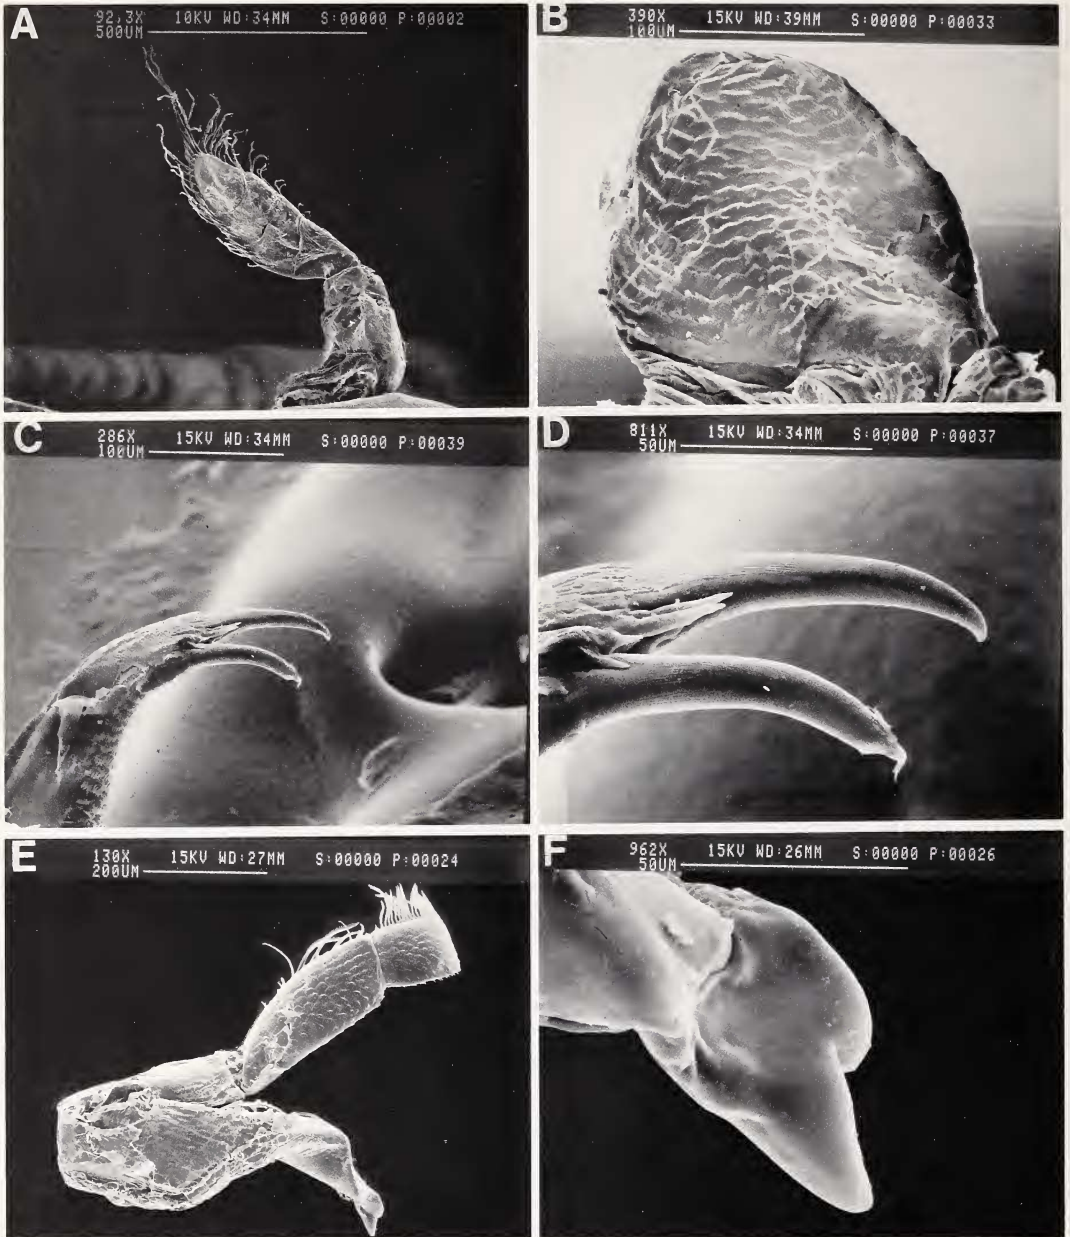 A
92,3X 10KV WD:34MM S:00000 P:00002
500UM
B
390X 15KV WD:39MM S:00000 P:00033
100UM
C
286X 15KV WD:34MM S:00000 P:00039
100UM
D
811X 15KV WD:34MM S:00000 P:00037
50UM
E
130X 15KV WD:27MM S:00000 P:00024
200UM
F
962X 15KV WD:26MM S:00000 P:00026
50UM